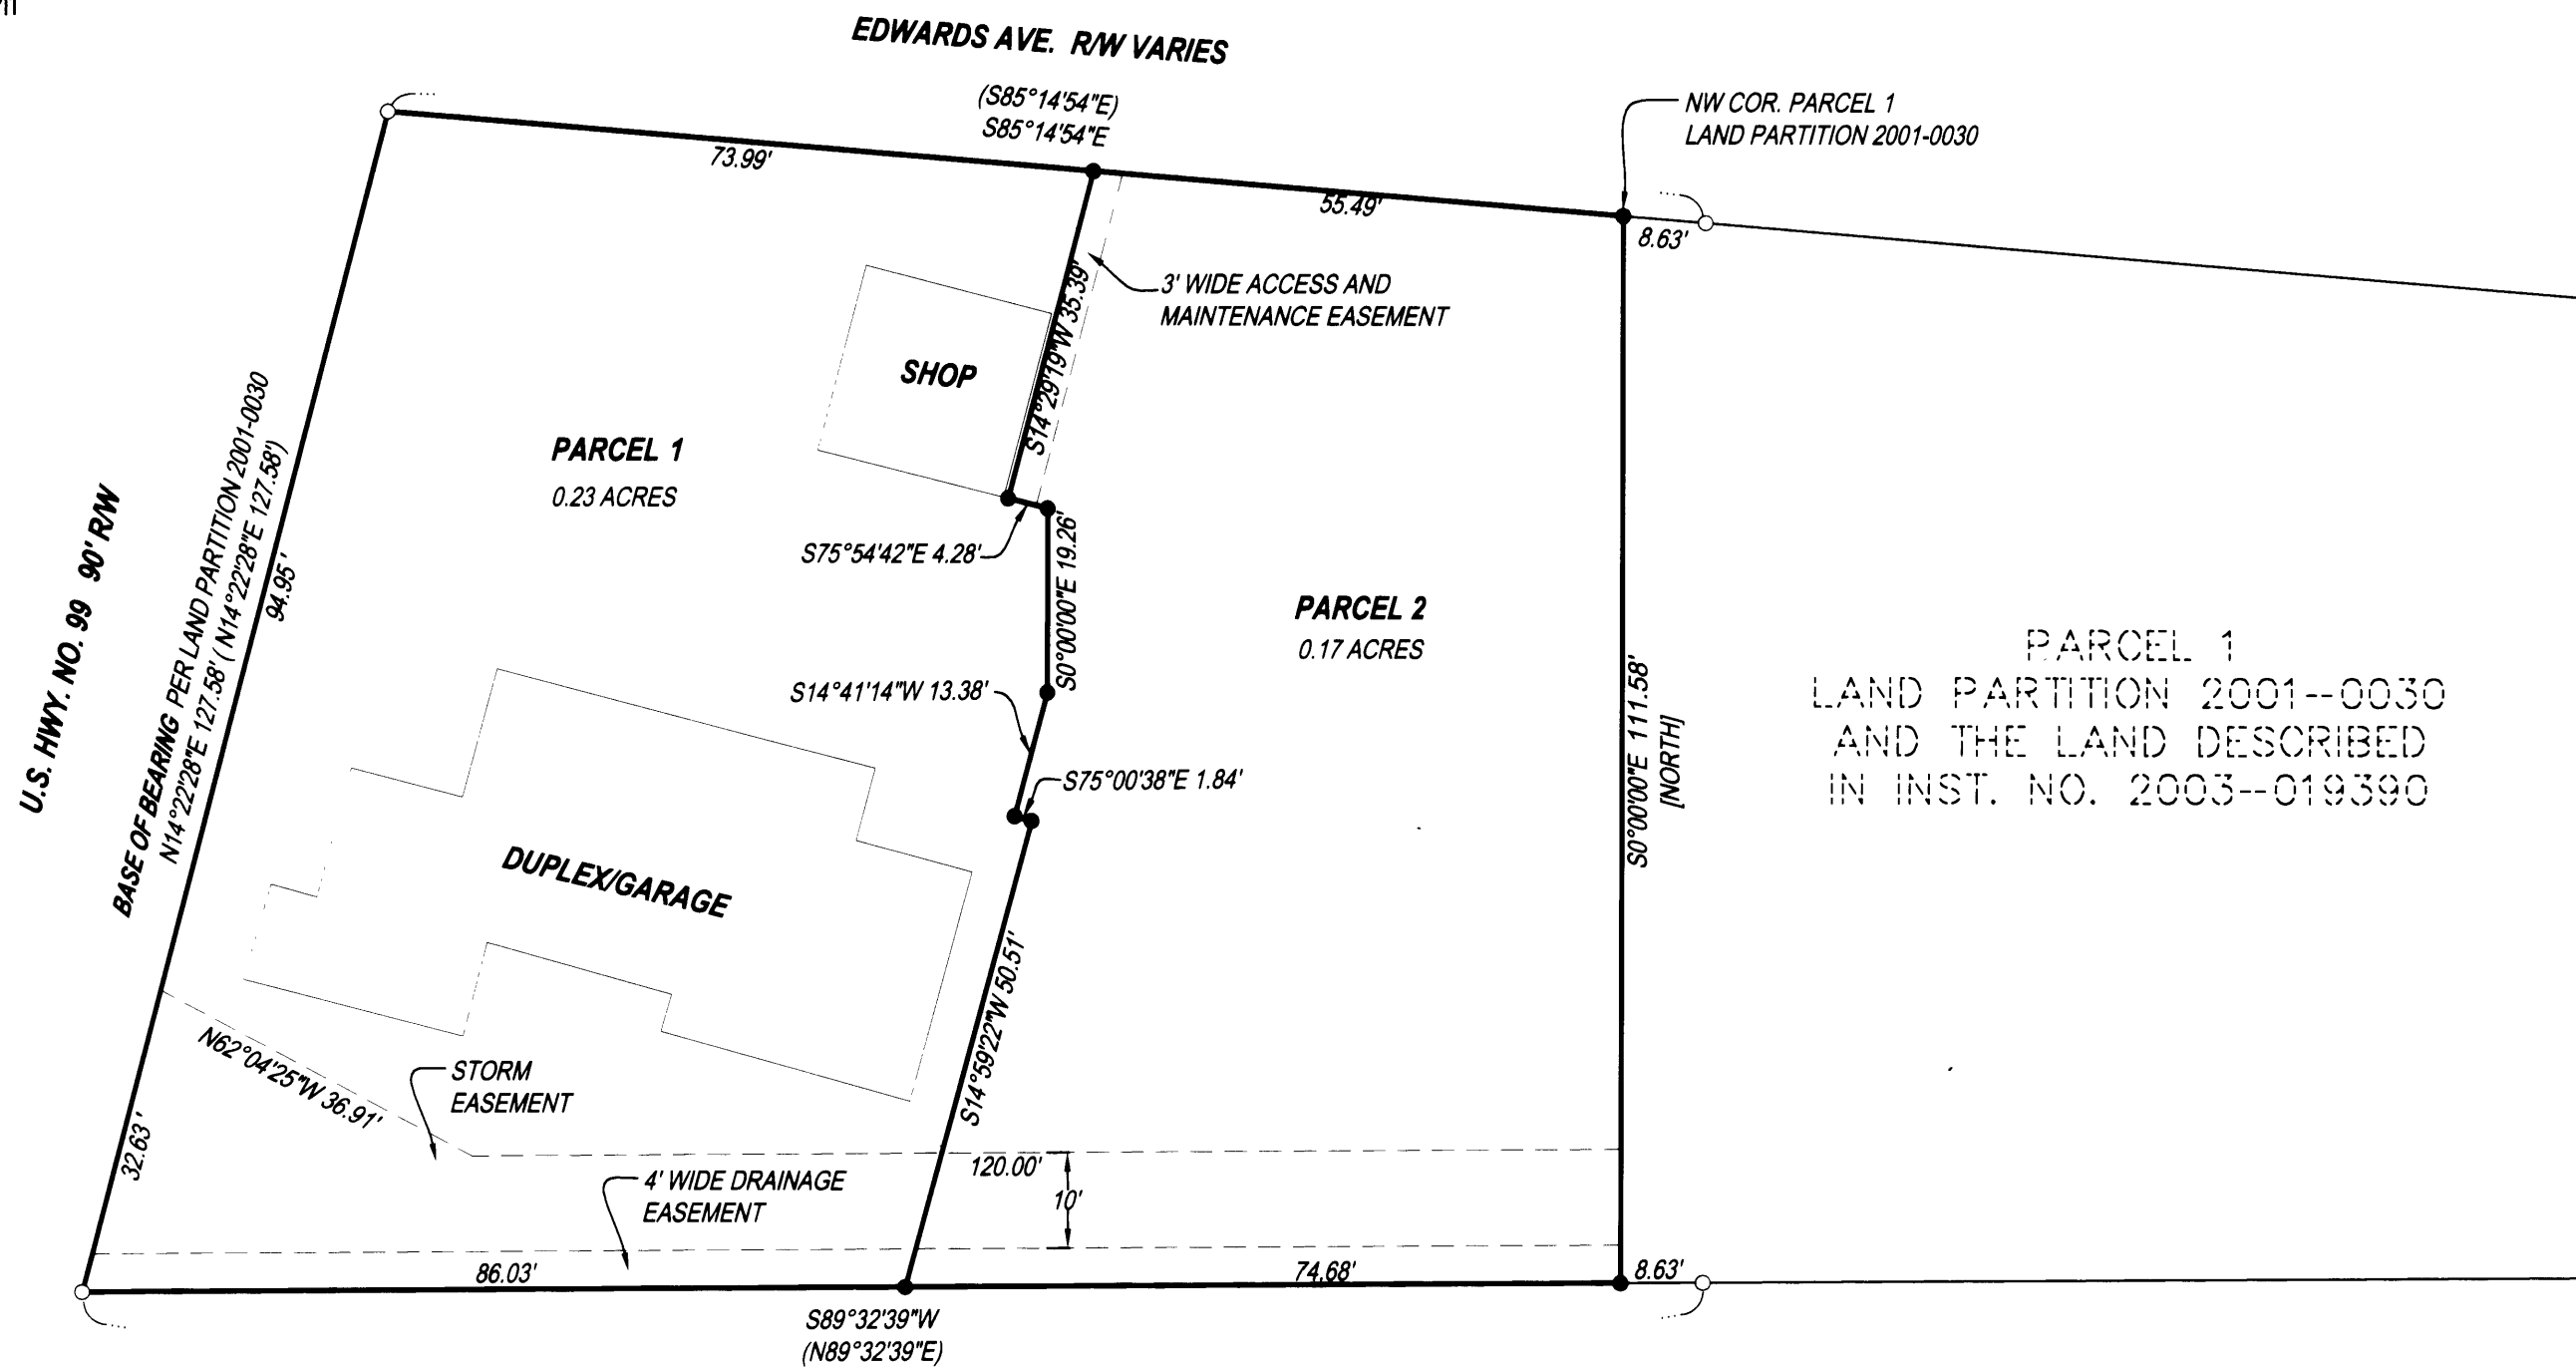 EDWARDS AVE. R/W VARIES
(S85°14'54"E)
S85°14'54"E
NW COR. PARCEL 1
LAND PARTITION 2001-0030
73.99'
55.49'
8.63'
3' WIDE ACCESS AND
MAINTENANCE EASEMENT
S14°29'19"W 35.39'
SHOP
PARCEL 1
0.23 ACRES
U.S. HWY. NO. 99 90' R/W
BASE OF BEARING PER LAND PARTITION 2001-0030
N14°22'28"E 127.58' ( N14°22'28"E 127.58')
94.95'
S75°54'42"E 4.28'
S0°00'00"E 19.26'
PARCEL 2
0.17 ACRES
S14°41'14"W 13.38'
S75°00'38"E 1.84'
S0°00'00"E 111.58'
[NORTH]
PARCEL 1
LAND PARTITION 2001--0030
AND THE LAND DESCRIBED
IN INST. NO. 2003--019390
DUPLEX/GARAGE
S14°59'22"W 50.51'
N62°04'25"W 36.91'
STORM
EASEMENT
32.63'
120.00'
10'
4' WIDE DRAINAGE
EASEMENT
86.03'
74.68'
8.63'
S89°32'39"W
(N89°32'39"E)